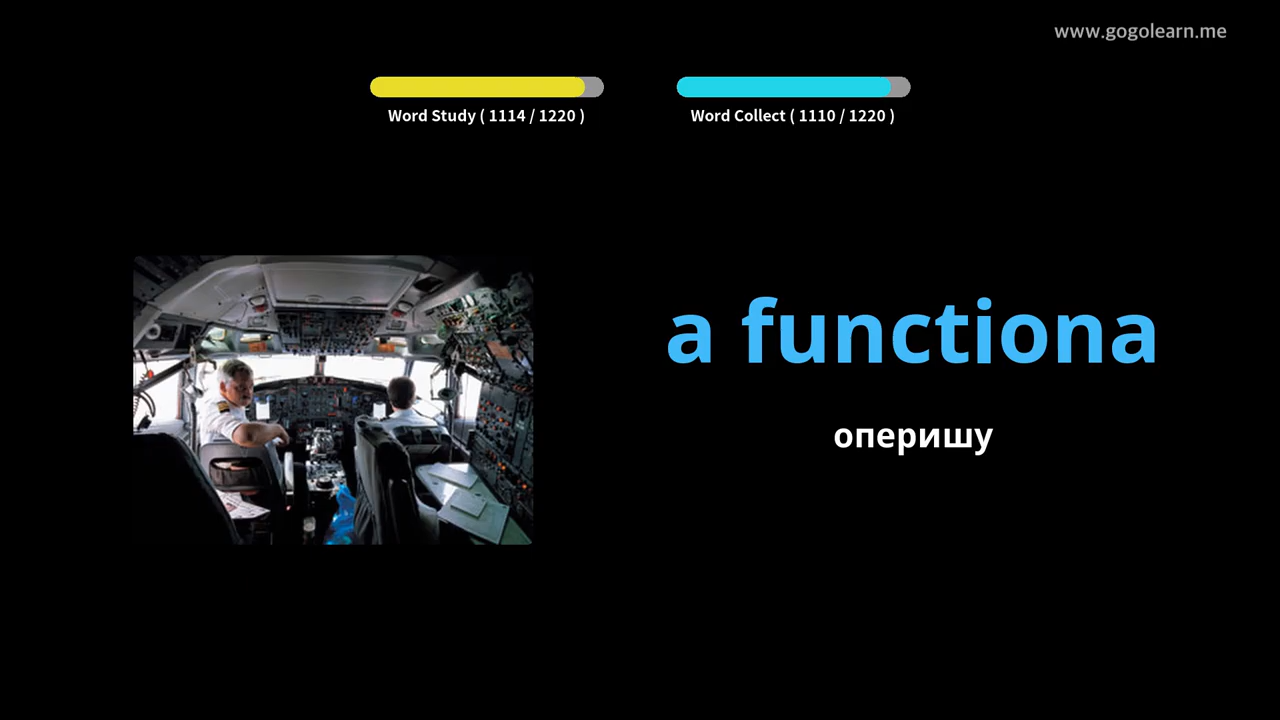 www.gogolearn.me
Word Study ( 1114 / 1220 )
Word Collect ( 1110 / 1220 )
a functiona
оперишу